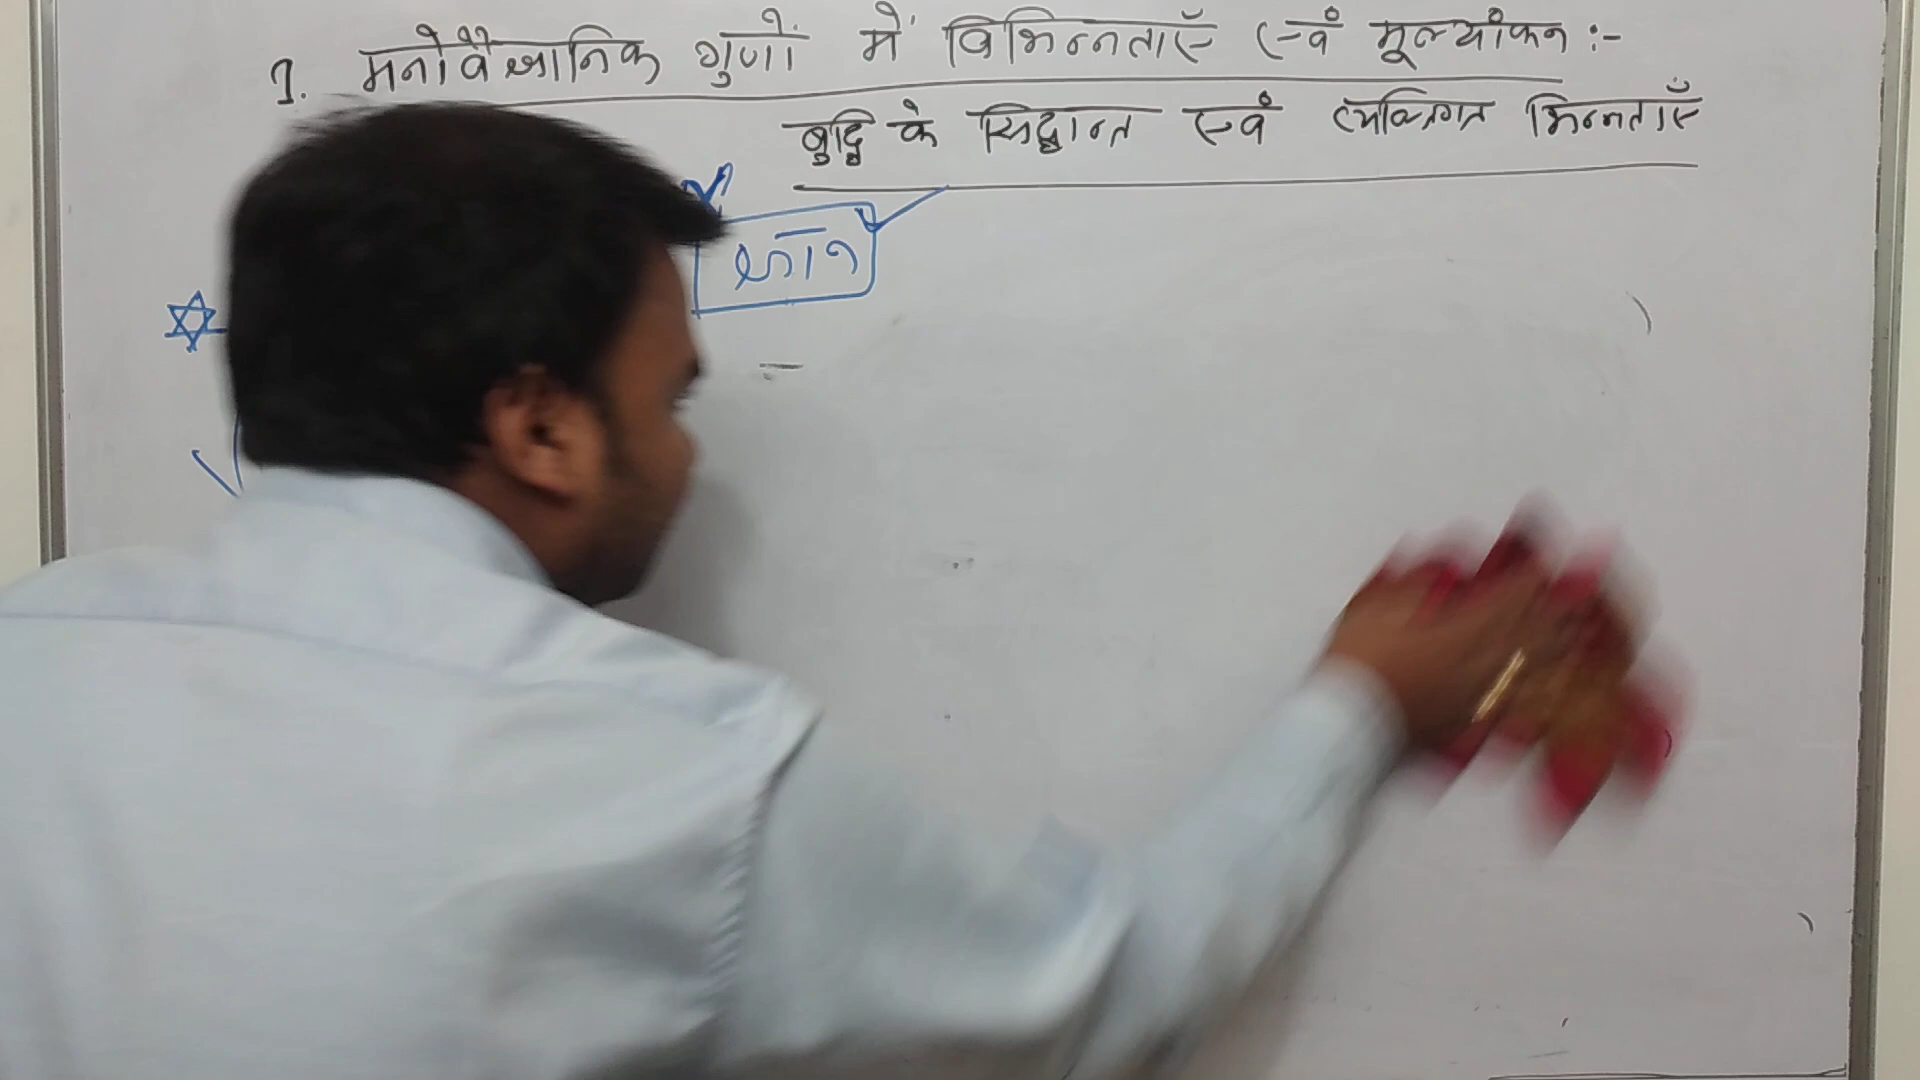 1. मनोवैज्ञानिक गुणों में विभिन्नताएँ एवं मूल्यांकन :-
बुद्धि के सिद्धान्त एवं व्यक्तिगत भिन्नताएँ
ज्ञान